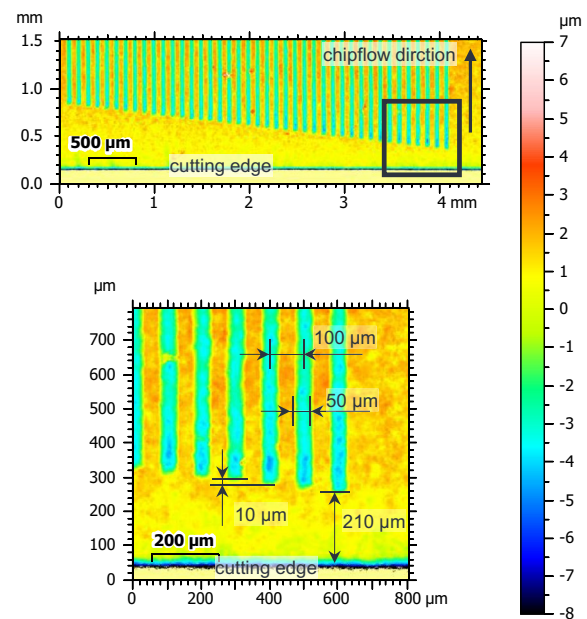 mm
1.5
1.0
0.5
0.0
chipflow dirction
500 µm
cutting edge
0
1
2
3
4 mm
µm
700
600
500
400
300
200
100
0
100 µm
50 µm
10 µm
210 µm
200 µm
cutting edge
0
200
400
600
800 µm
µm
7
6
5
4
3
2
1
0
-1
-2
-3
-4
-5
-6
-7
-8